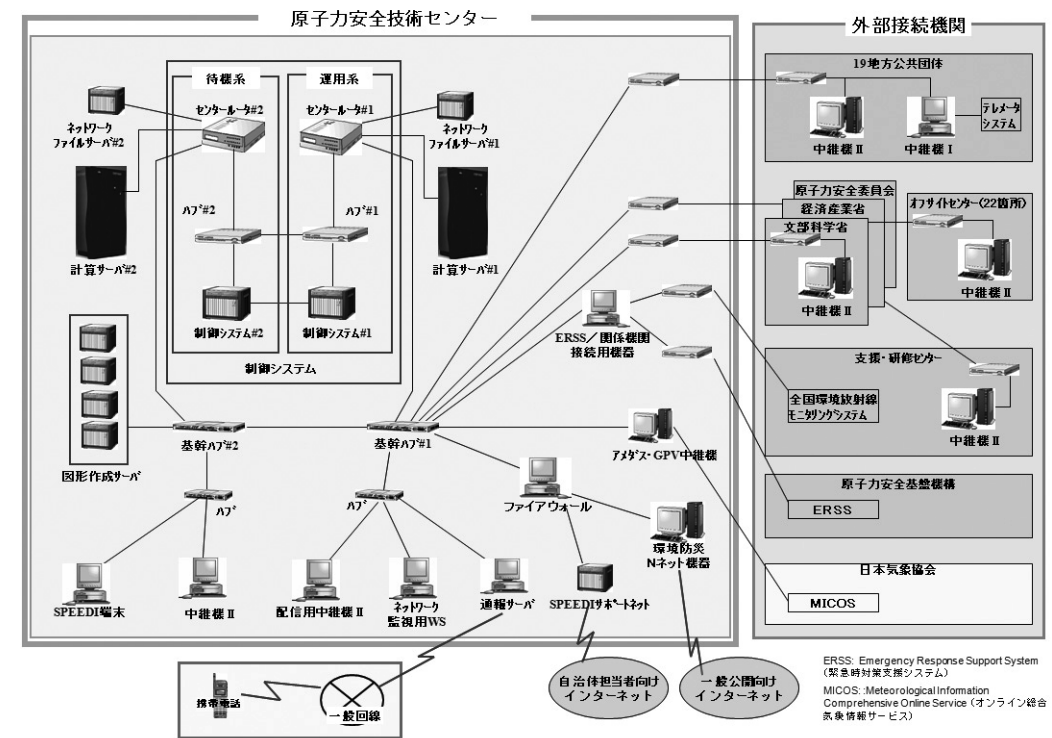 原子力安全技術センター
待機系
運用系
センタールータ#2
センタールータ#1
ネットワーク
ファイルサーバ#2
ネットワーク
ファイルサーバ#1
ハブ#2
ハブ#1
計算サーバ#2
計算サーバ#1
制御システム#2
制御システム#1
制御システム
ERSS/関係機関
接続用機器
基幹ハブ#2
基幹ハブ#1
アメダス・GPV中継機
図形作成サーバ
ハブ
ハブ
ファイアウォール
環境防災
Nネット機器
SPEEDI端末
中継機Ⅱ
配信用中継機Ⅱ
ネットワーク
監視用WS
通報サーバ
SPEEDIサポートネット
携帯電話
一般回線
自治体担当者向け
インターネット
一般公開向け
インターネット
外部接続機関
19地方公共団体
中継機Ⅱ
中継機Ⅰ
テレメータ
システム
原子力安全委員会
経済産業省
文部科学省
中継機Ⅱ
オフサイトセンター(22箇所)
中継機Ⅱ
支援・研修センター
全国環境放射線
モニタリングシステム
中継機Ⅱ
原子力安全基盤機構
ERSS
日本気象協会
MICOS
ERSS: Emergency Response Support System
(緊急時対策支援システム)
MICOS: :Meteorological Information
Comprehensive Online Service (オンライン総合
気象情報サービス)